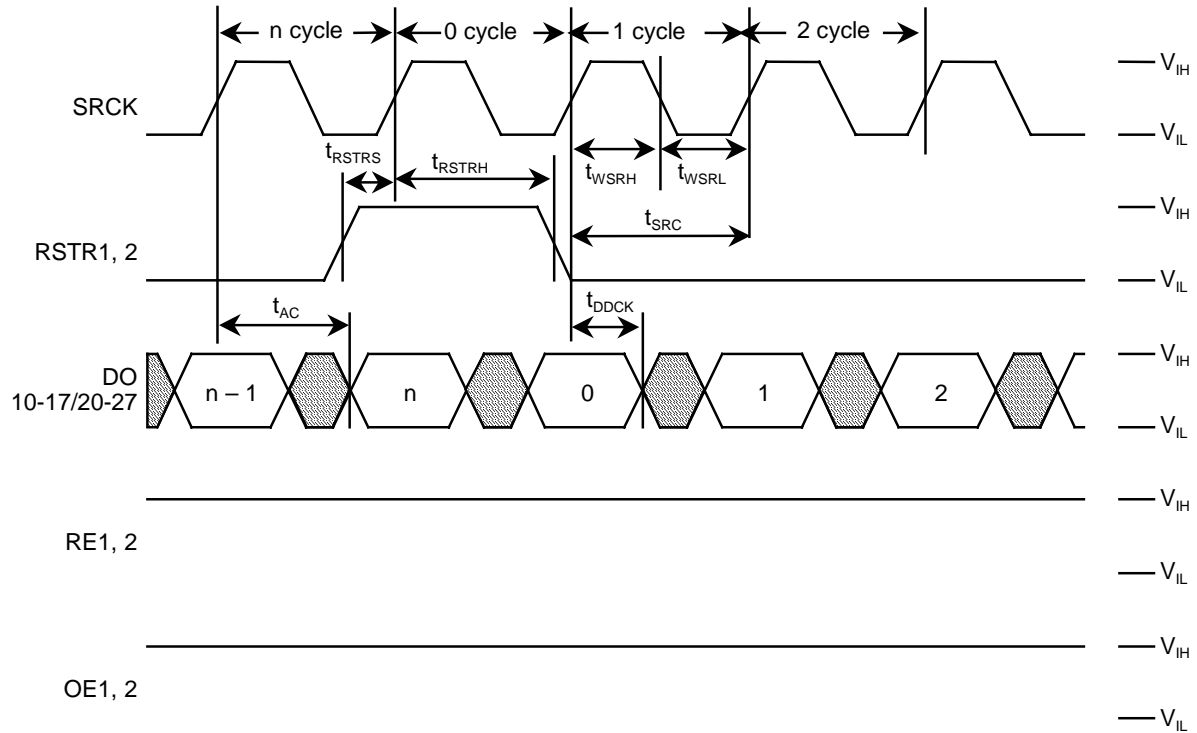 n cycle 0 cycle 1 cycle 2 cycle
SRCK
V_IH
V_IL
t_RSTRS t_RSTRH t_WSRH t_WSRL
t_SRC
RSTR1, 2
V_IH
V_IL
t_AC t_DDCK
DO
10-17/20-27
n – 1 n 0 1 2
V_IH
V_IL
RE1, 2
V_IH
V_IL
OE1, 2
V_IH
V_IL